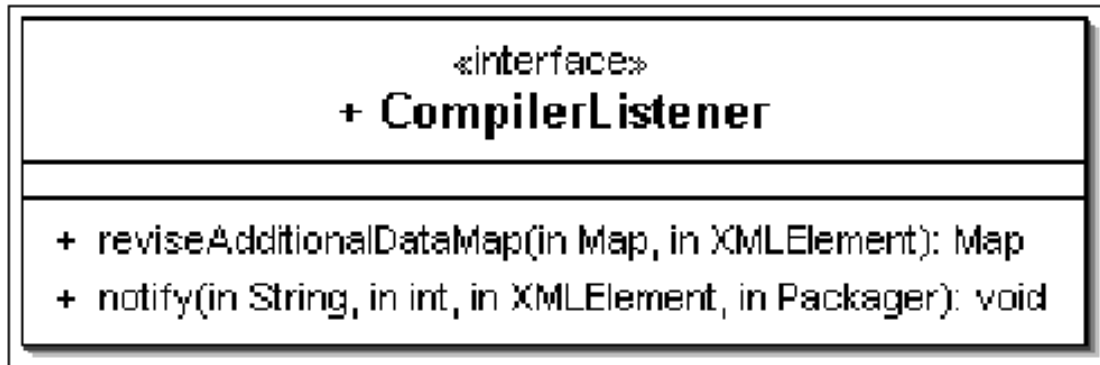 «interface»
+ CompilerListener
+ reviseAdditionalDataMap(in Map, in XMLElement): Map
+ notify(in String, in int, in XMLElement, in Packager): void